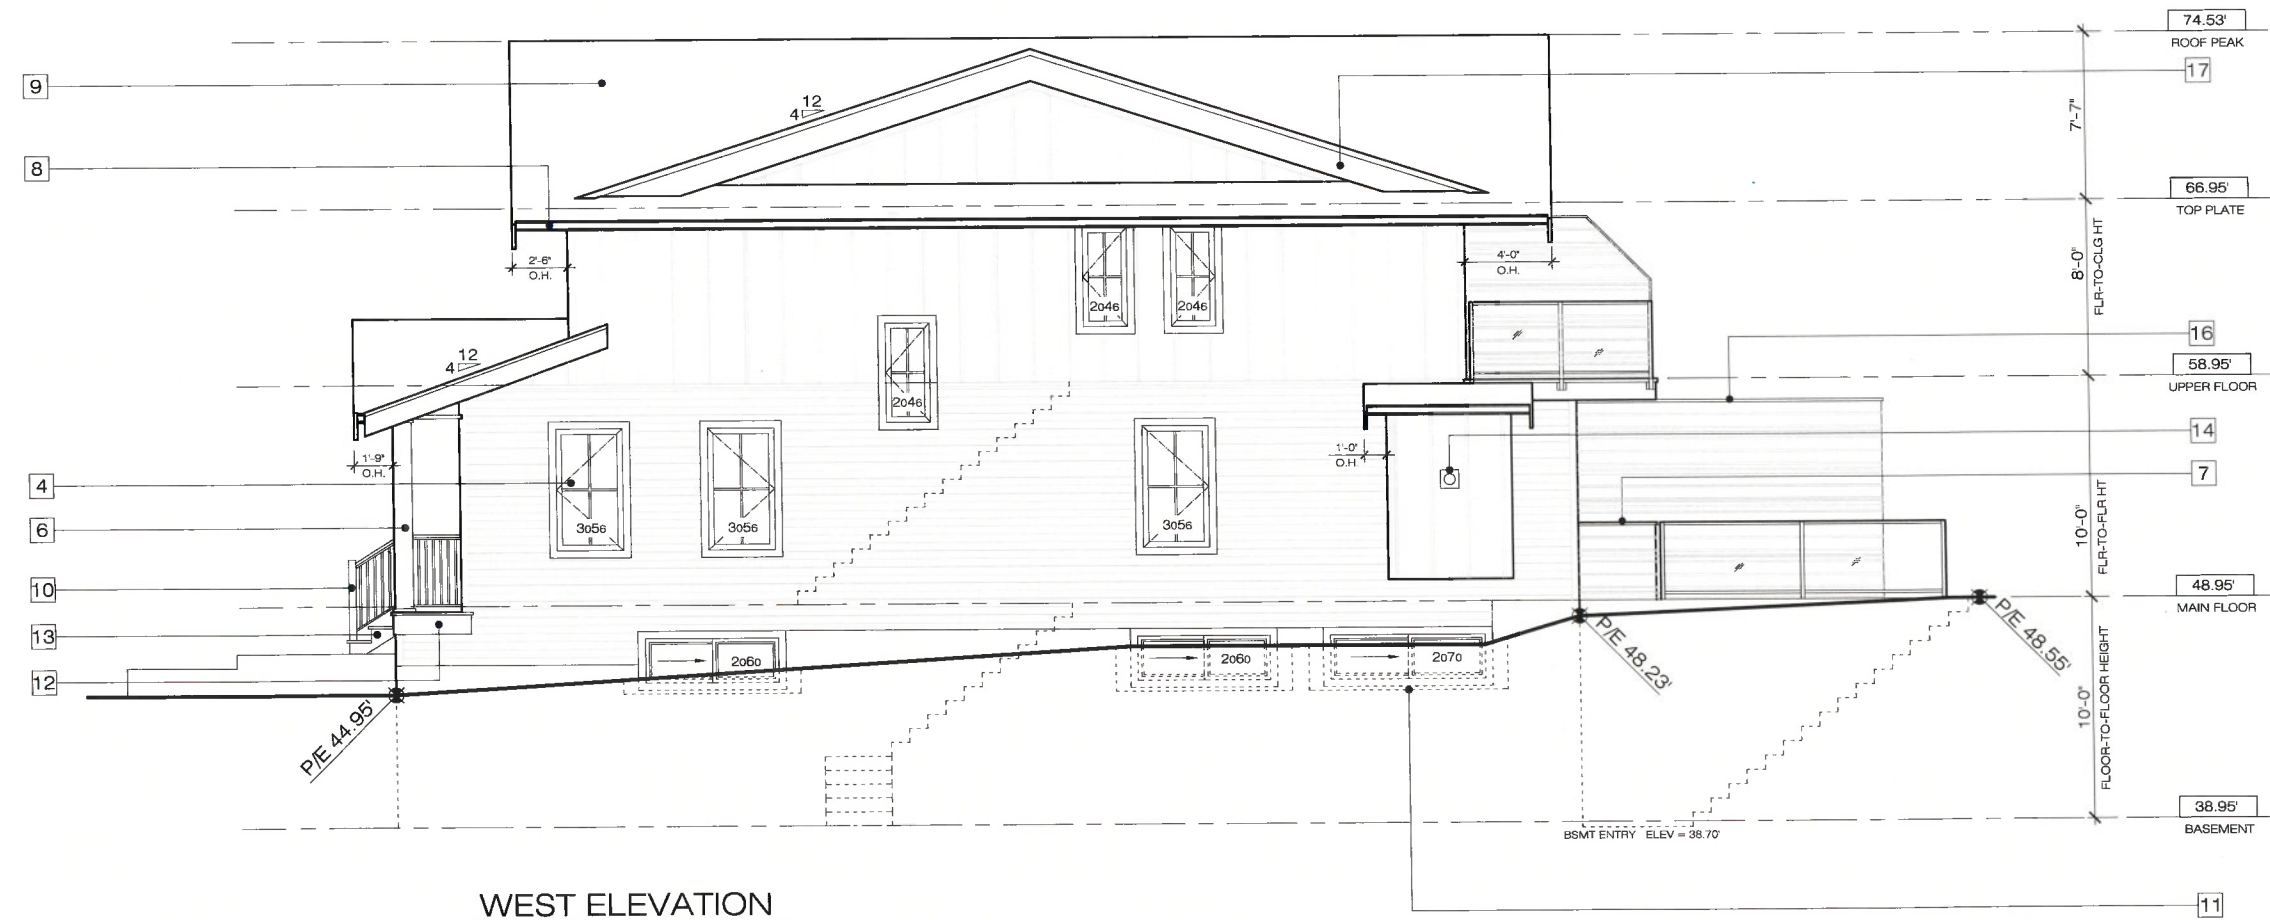 74.53'
ROOF PEAK
9
17
12
4
7'-7"
8
66.95'
TOP PLATE
2'-6"
O.H.
4'-0"
O.H.
8'-0"
FLR-TO-CLG HT
2046
2046
16
12
4
58.95'
UPPER FLOOR
2046
14
1'-9"
O.H.
1'-0"
O.H.
7
4
3056
3056
3056
6
10'-0"
FLR-TO-FLR HT
10
48.95'
MAIN FLOOR
13
2060
2060
2070
P/E 48.23'
P/E 48.55'
12
P/E 44.95'
10'-0"
FLOOR-TO-FLOOR HEIGHT
38.95'
BASEMENT
BSMT ENTRY ELEV = 38.70'
WEST ELEVATION
11